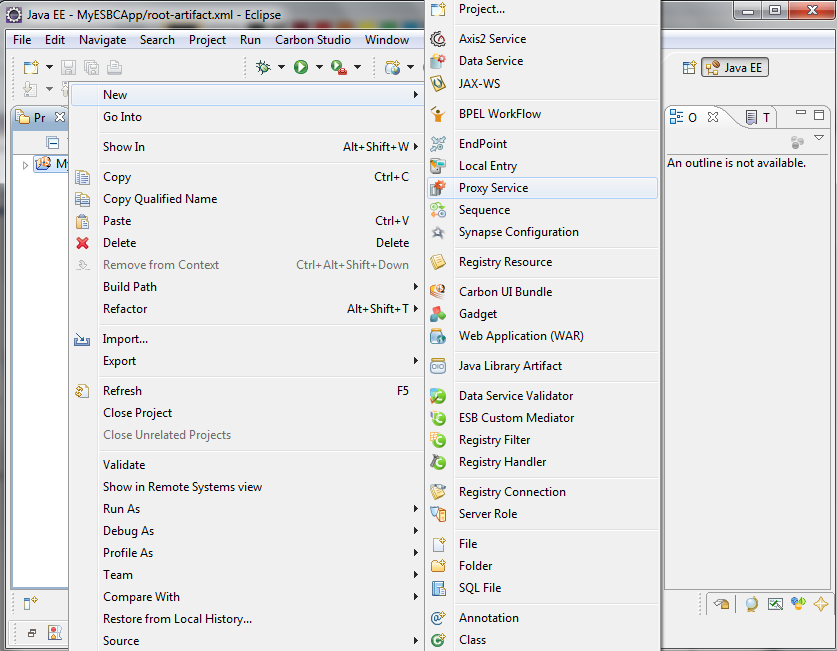 Java EE - MyESBCApp/root-artifact.xml - Eclipse
File Edit Navigate Search Project Run Carbon Studio Window
Java EE
Pr
My
New
Go Into
Show In Alt+Shift+W
Copy Ctrl+C
Copy Qualified Name
Paste Ctrl+V
Delete Delete
Remove from Context Ctrl+Alt+Shift+Down
Build Path
Refactor Alt+Shift+T
Import...
Export
Refresh F5
Close Project
Close Unrelated Projects
Validate
Show in Remote Systems view
Run As
Debug As
Profile As
Team
Compare With
Restore from Local History...
Source
Project...
Axis2 Service
Data Service
JAX-WS
BPEL WorkFlow
EndPoint
Local Entry
Proxy Service
Sequence
Synapse Configuration
Registry Resource
Carbon UI Bundle
Gadget
Web Application (WAR)
Java Library Artifact
Data Service Validator
ESB Custom Mediator
Registry Filter
Registry Handler
Registry Connection
Server Role
File
Folder
SQL File
Annotation
Class
O T
An outline is not available.